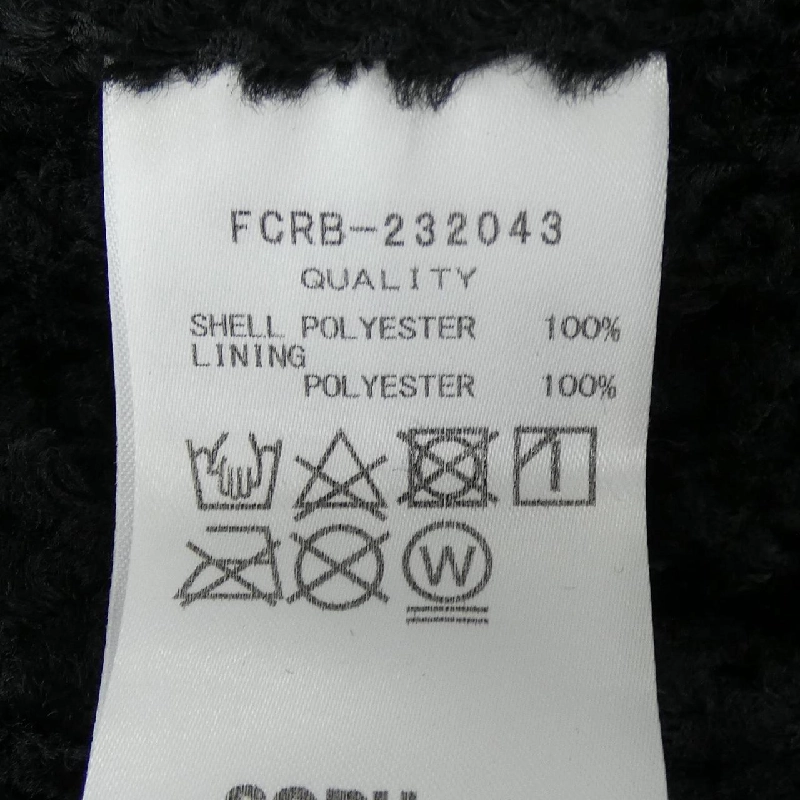 FCRB-232043
QUALITY
SHELL POLYESTER 100%
LINING
POLYESTER 100%
W